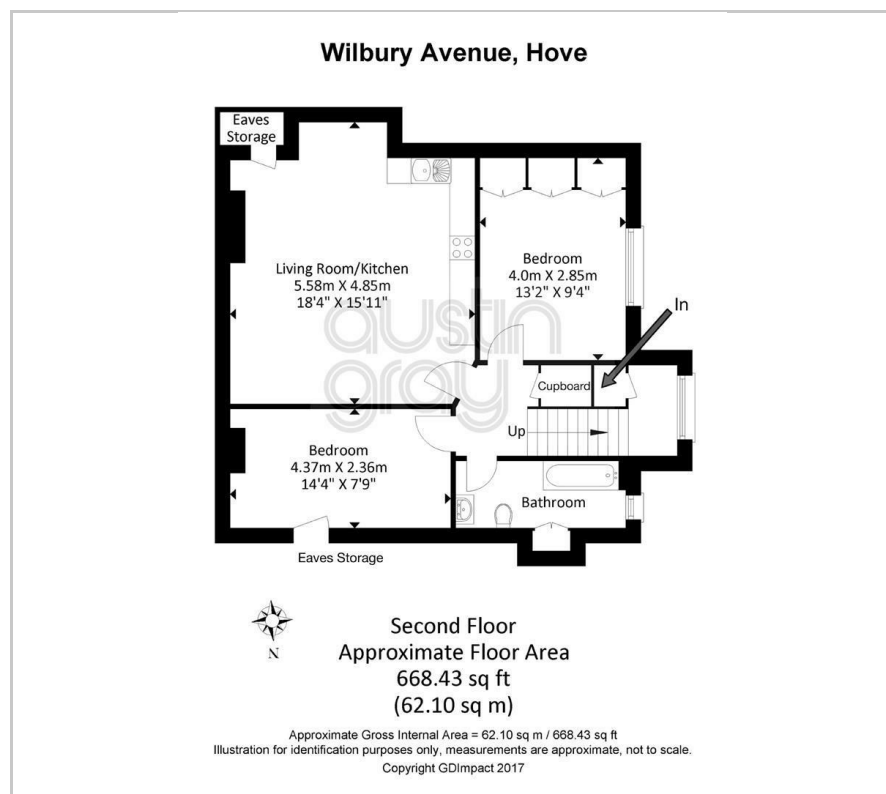 Wilbury Avenue, Hove
Eaves
Storage
Living Room/Kitchen
5.58m X 4.85m
18'4" X 15'11"
Bedroom
4.0m X 2.85m
13'2" X 9'4"
In
austin
gray
Cupboard
Up
Bedroom
4.37m X 2.36m
14'4" X 7'9"
Bathroom
Eaves Storage
N
Second Floor
Approximate Floor Area
668.43 sq ft
(62.10 sq m)
Approximate Gross Internal Area = 62.10 sq m / 668.43 sq ft
Illustration for identification purposes only, measurements are approximate, not to scale.
Copyright GDImpact 2017